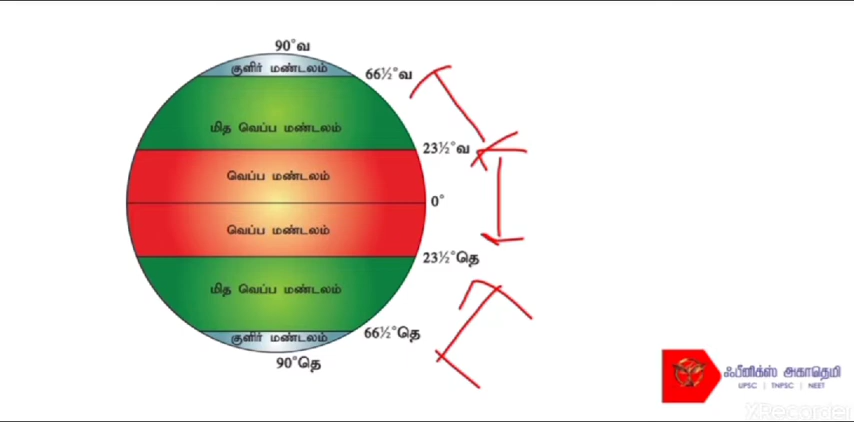 90°வ
குளிர் மண்டலம்
66½°வ
மித வெப்ப மண்டலம்
23½°வ
வெப்ப மண்டலம்
0°
வெப்ப மண்டலம்
23½°தெ
மித வெப்ப மண்டலம்
66½°தெ
குளிர் மண்டலம்
90°தெ
ஃபீனிக்ஸ் அகாதெமி
UPSC | TNPSC | NEET
XRecorder